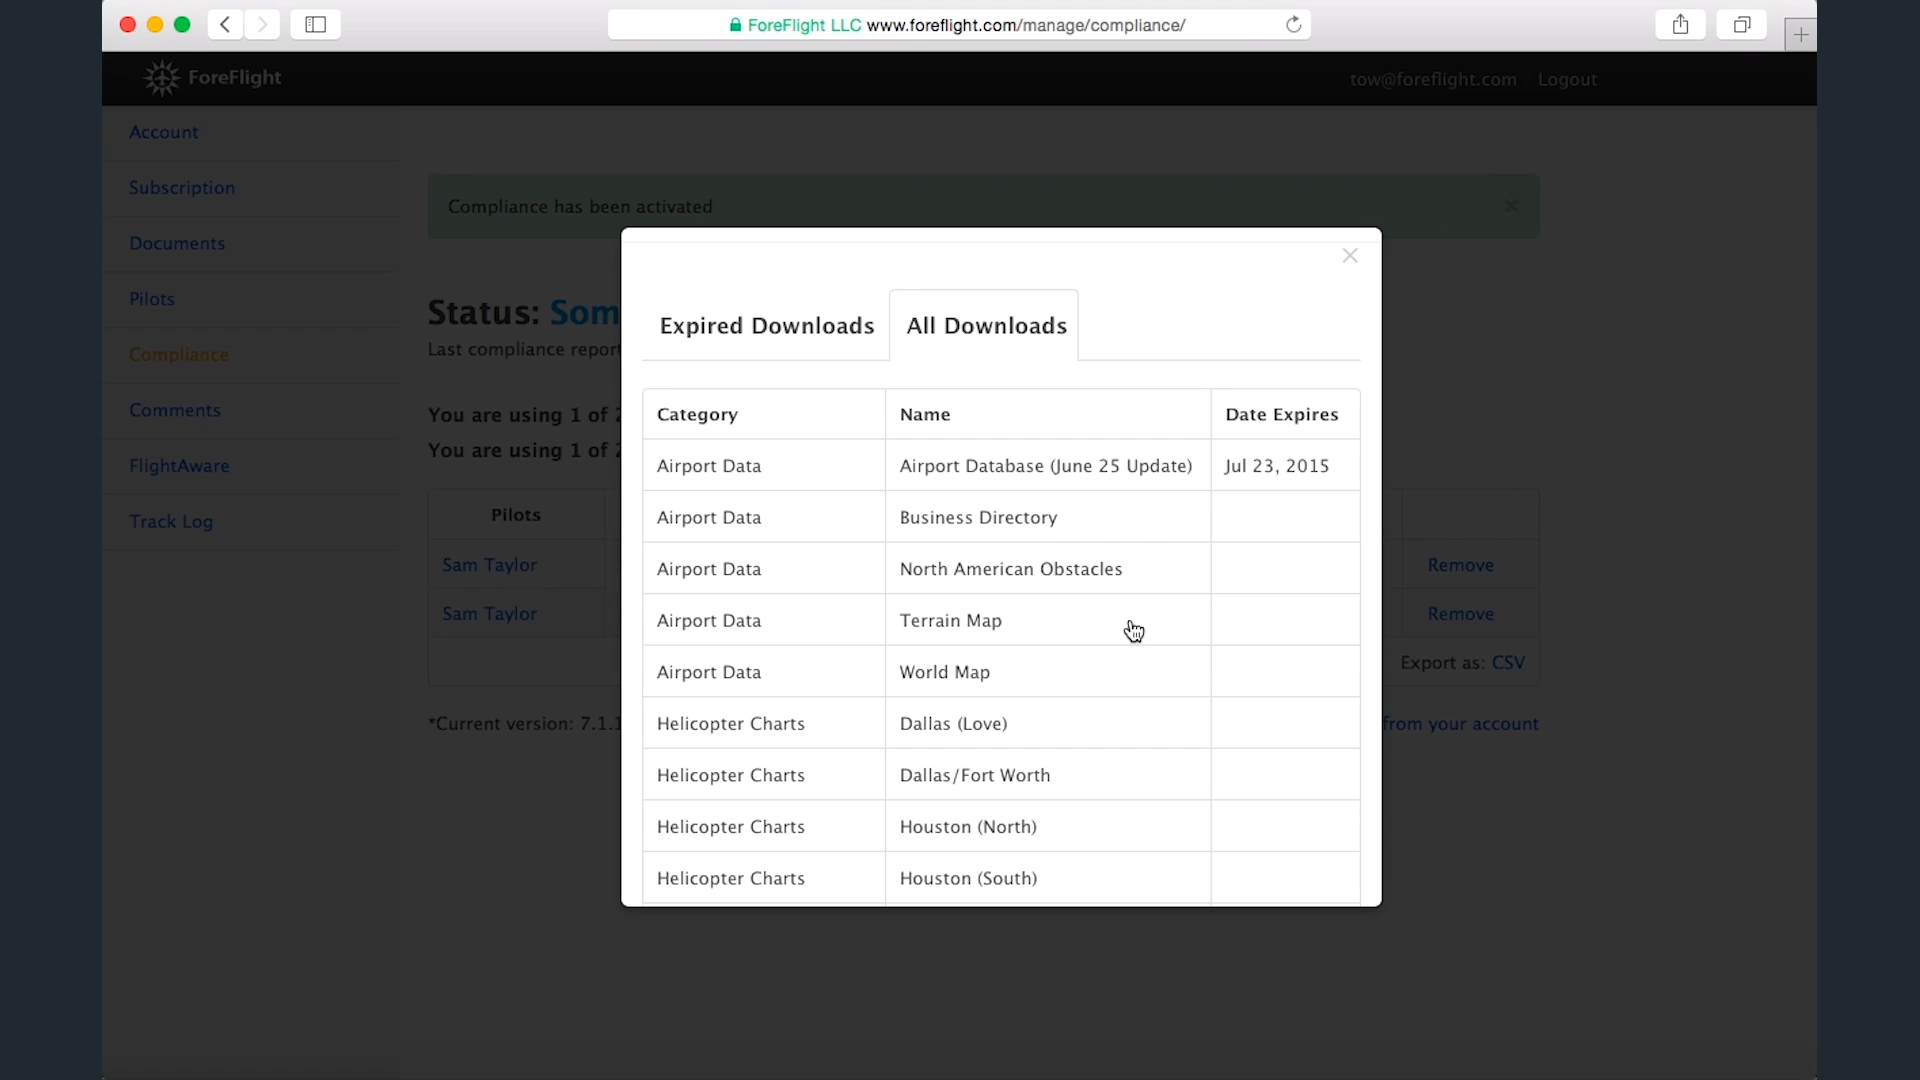 ForeFlight LLC www.foreflight.com/manage/compliance/
ForeFlight
tow@foreflight.com Logout
Account
Subscription
Documents
Pilots
Compliance
Comments
FlightAware
Track Log
Compliance has been activated
Status: Som
Last compliance report
You are using 1 of 2
You are using 1 of 2
Pilots
Sam Taylor Remove
Sam Taylor Remove
Export as: CSV
*Current version: 7.1.1
from your account
Expired Downloads All Downloads
Category Name Date Expires
Airport Data Airport Database (June 25 Update) Jul 23, 2015
Airport Data Business Directory
Airport Data North American Obstacles
Airport Data Terrain Map
Airport Data World Map
Helicopter Charts Dallas (Love)
Helicopter Charts Dallas/Fort Worth
Helicopter Charts Houston (North)
Helicopter Charts Houston (South)